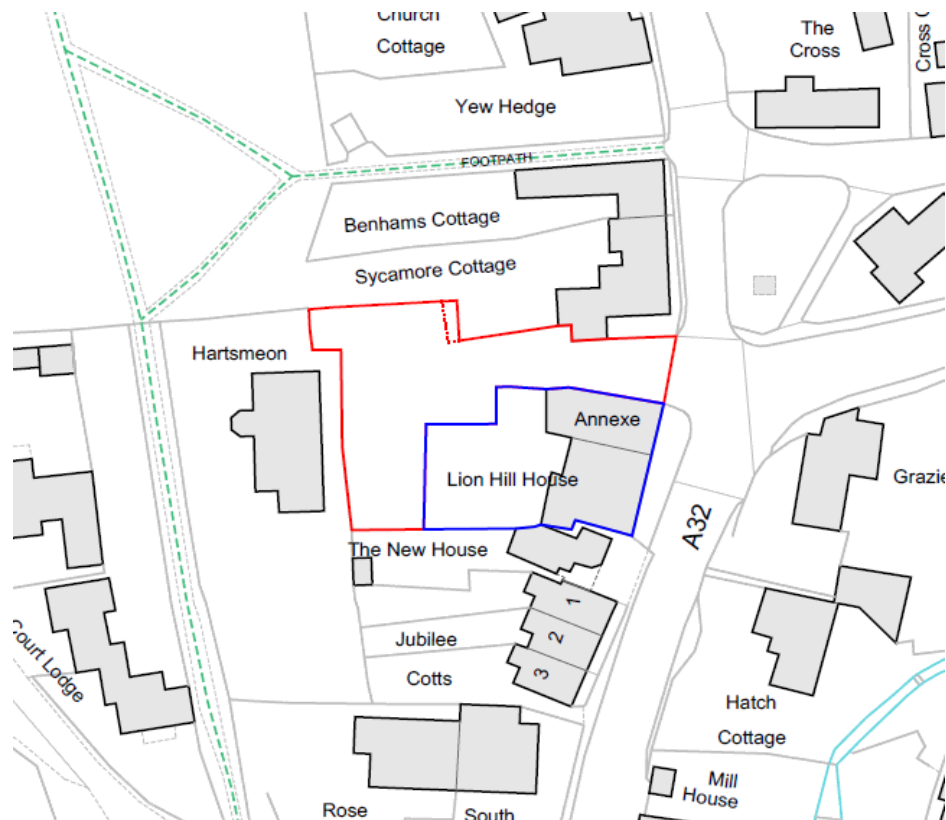 Church
Cottage
The
Cross
Yew Hedge
FOOTPATH
Benhams Cottage
Sycamore Cottage
Hartsmeon
Annexe
Lion Hill House
A32
The New House
1
Jubilee
2
Cotts
3
Court Lodge
Hatch
Cottage
Mill
House
Rose
South